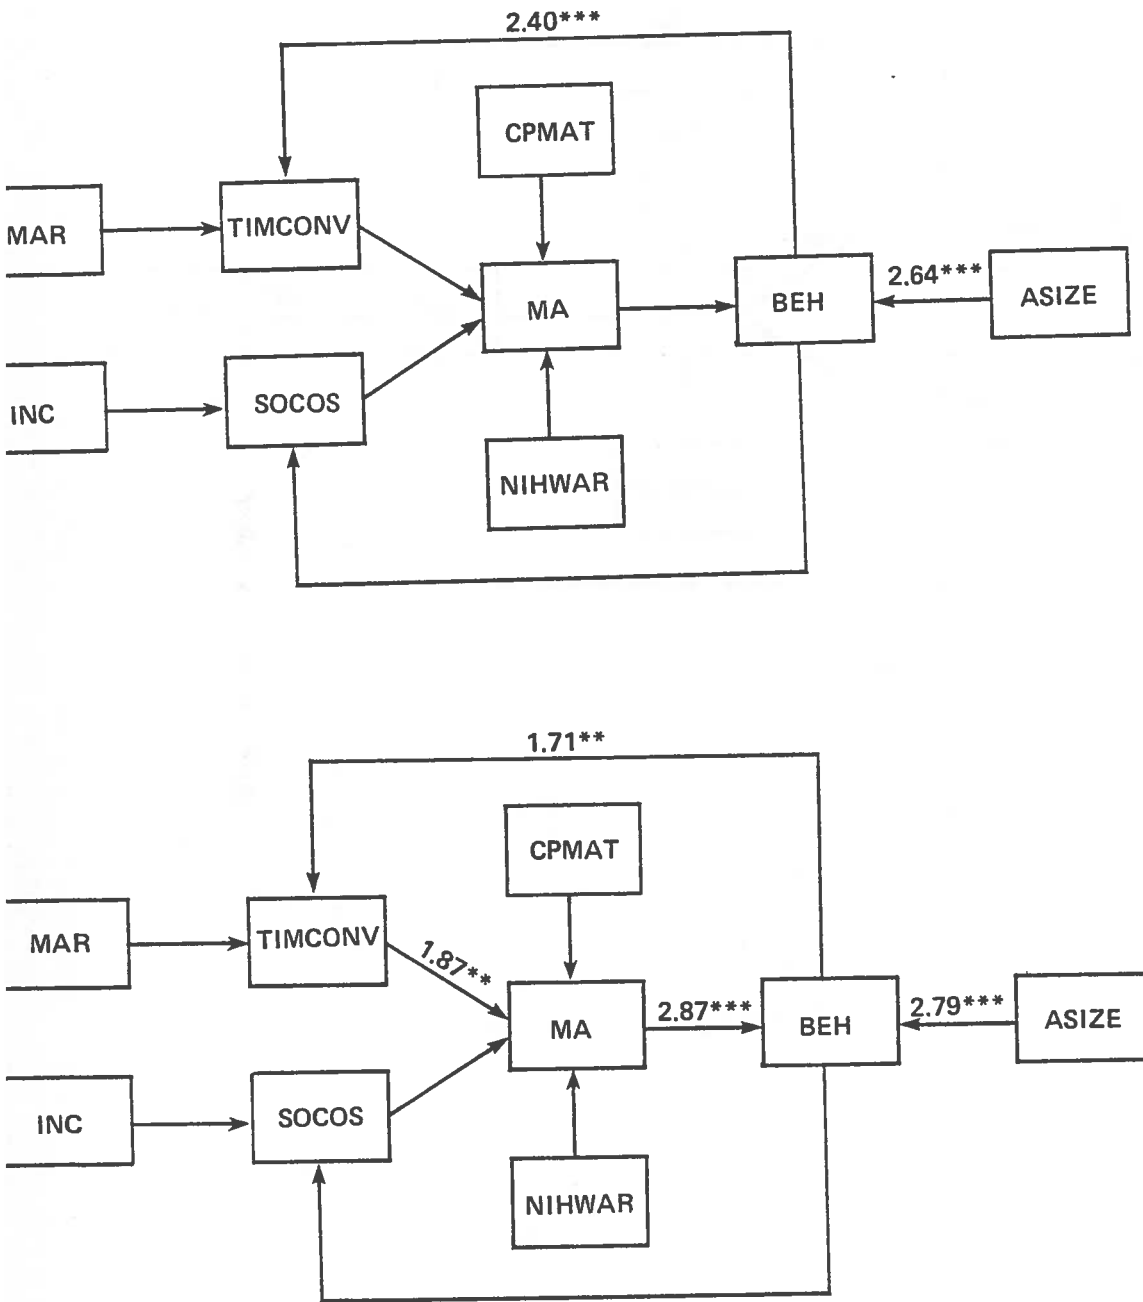 2.40***
CPMAT
MAR
TIMCONV
2.64***
MA
BEH
ASIZE
INC
SOCOS
NIHWAR
1.71**
CPMAT
MAR
TIMCONV
1.87**
MA
2.87***
BEH
2.79***
ASIZE
INC
SOCOS
NIHWAR